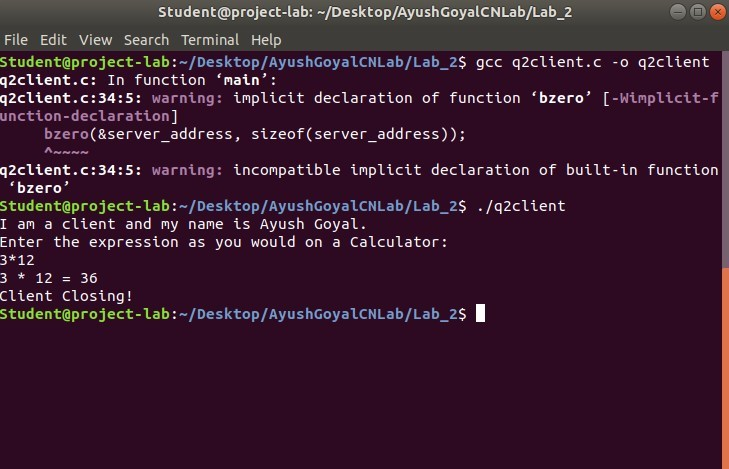 Student@project-lab: ~/Desktop/AyushGoyalCNLab/Lab_2
File Edit View Search Terminal Help
Student@project-lab:~/Desktop/AyushGoyalCNLab/Lab_2$ gcc q2client.c -o q2client
q2client.c: In function ‘main’:
q2client.c:34:5: warning: implicit declaration of function ‘bzero’ [-Wimplicit-f
unction-declaration]
     bzero(&server_address, sizeof(server_address));
     ^~~~~
q2client.c:34:5: warning: incompatible implicit declaration of built-in function
 ‘bzero’
Student@project-lab:~/Desktop/AyushGoyalCNLab/Lab_2$ ./q2client
I am a client and my name is Ayush Goyal.
Enter the expression as you would on a Calculator:
3*12
3 * 12 = 36
Client Closing!
Student@project-lab:~/Desktop/AyushGoyalCNLab/Lab_2$